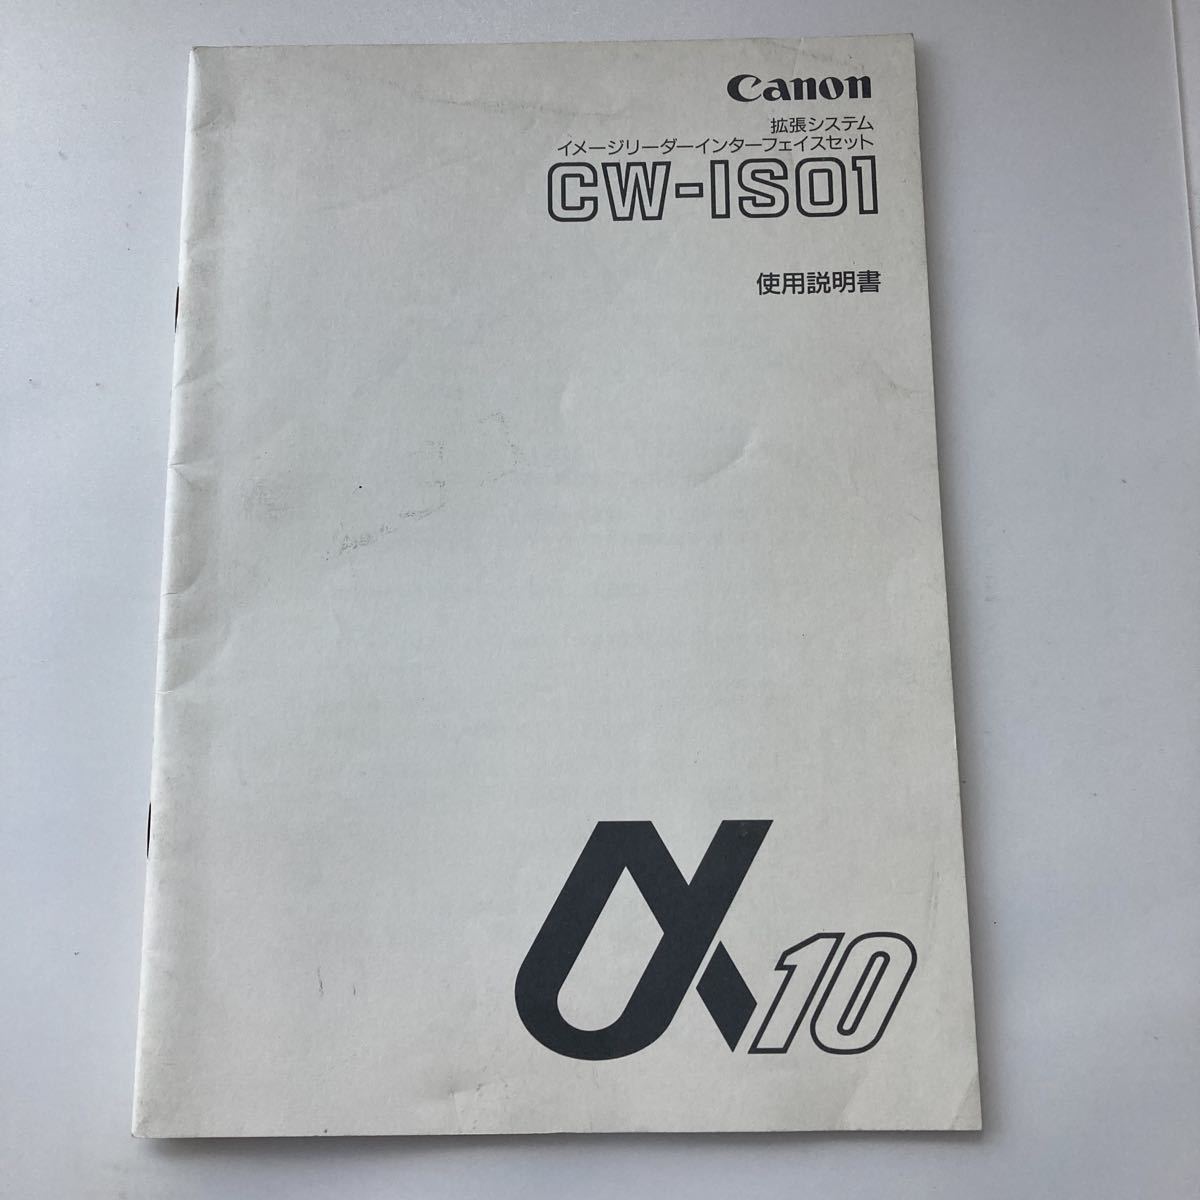 Canon
拡張システム
イメージリーダーインターフェイスセット
CW-IS01
使用説明書
α10